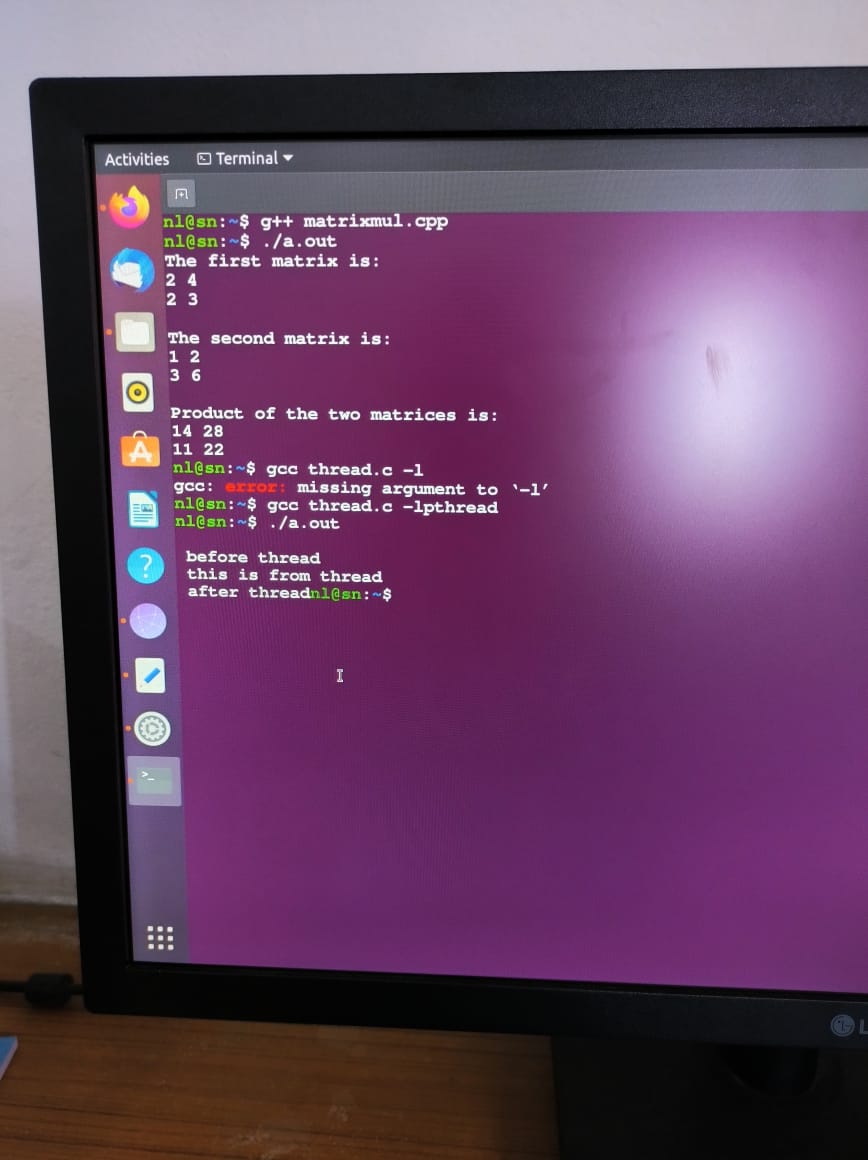 Activities
Terminal
nl@sn:~$ g++ matrixmul.cpp
nl@sn:~$ ./a.out
The first matrix is:
2 4
2 3
The second matrix is:
1 2
3 6
Product of the two matrices is:
14 28
11 22
nl@sn:~$ gcc thread.c -l
gcc: error: missing argument to ‘-l’
nl@sn:~$ gcc thread.c -lpthread
nl@sn:~$ ./a.out
before thread
this is from thread
after threadnl@sn:~$
L